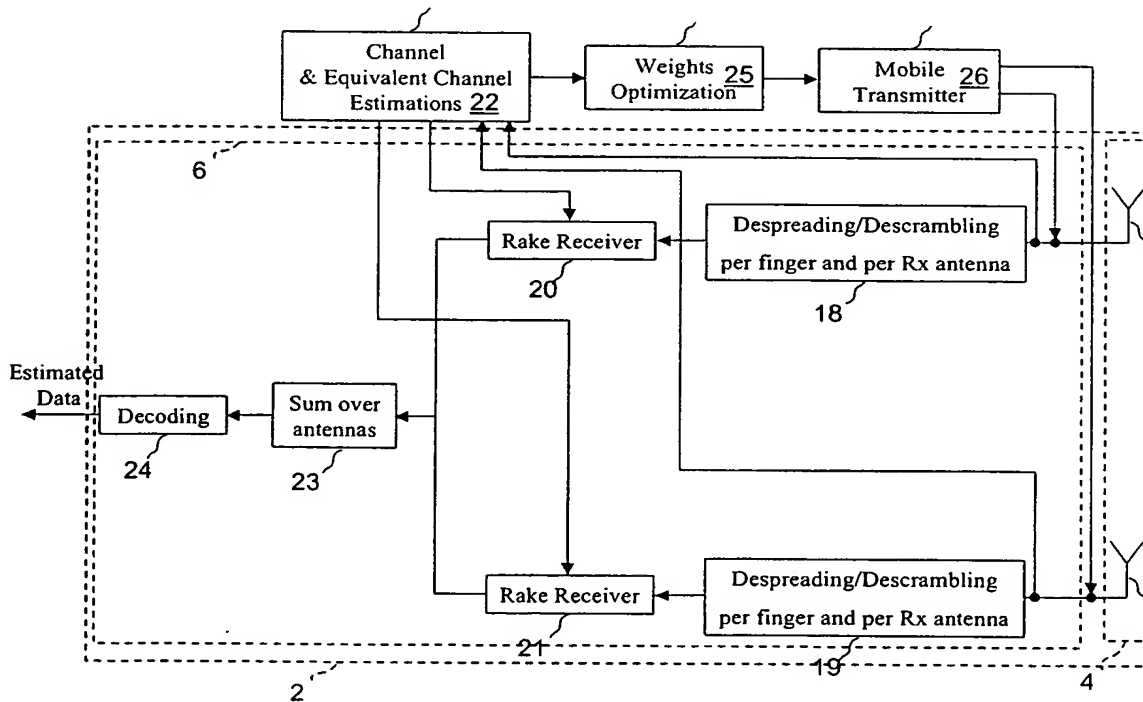 Channel
& Equivalent Channel
Estimations 22
Weights
Optimization 25
Mobile
Transmitter 26
6
Rake Receiver
20
Despreading/Descrambling
per finger and per Rx antenna
18
Estimated
Data
Decoding
24
Sum over
antennas
23
Rake Receiver
21
Despreading/Descrambling
per finger and per Rx antenna
19
2
4